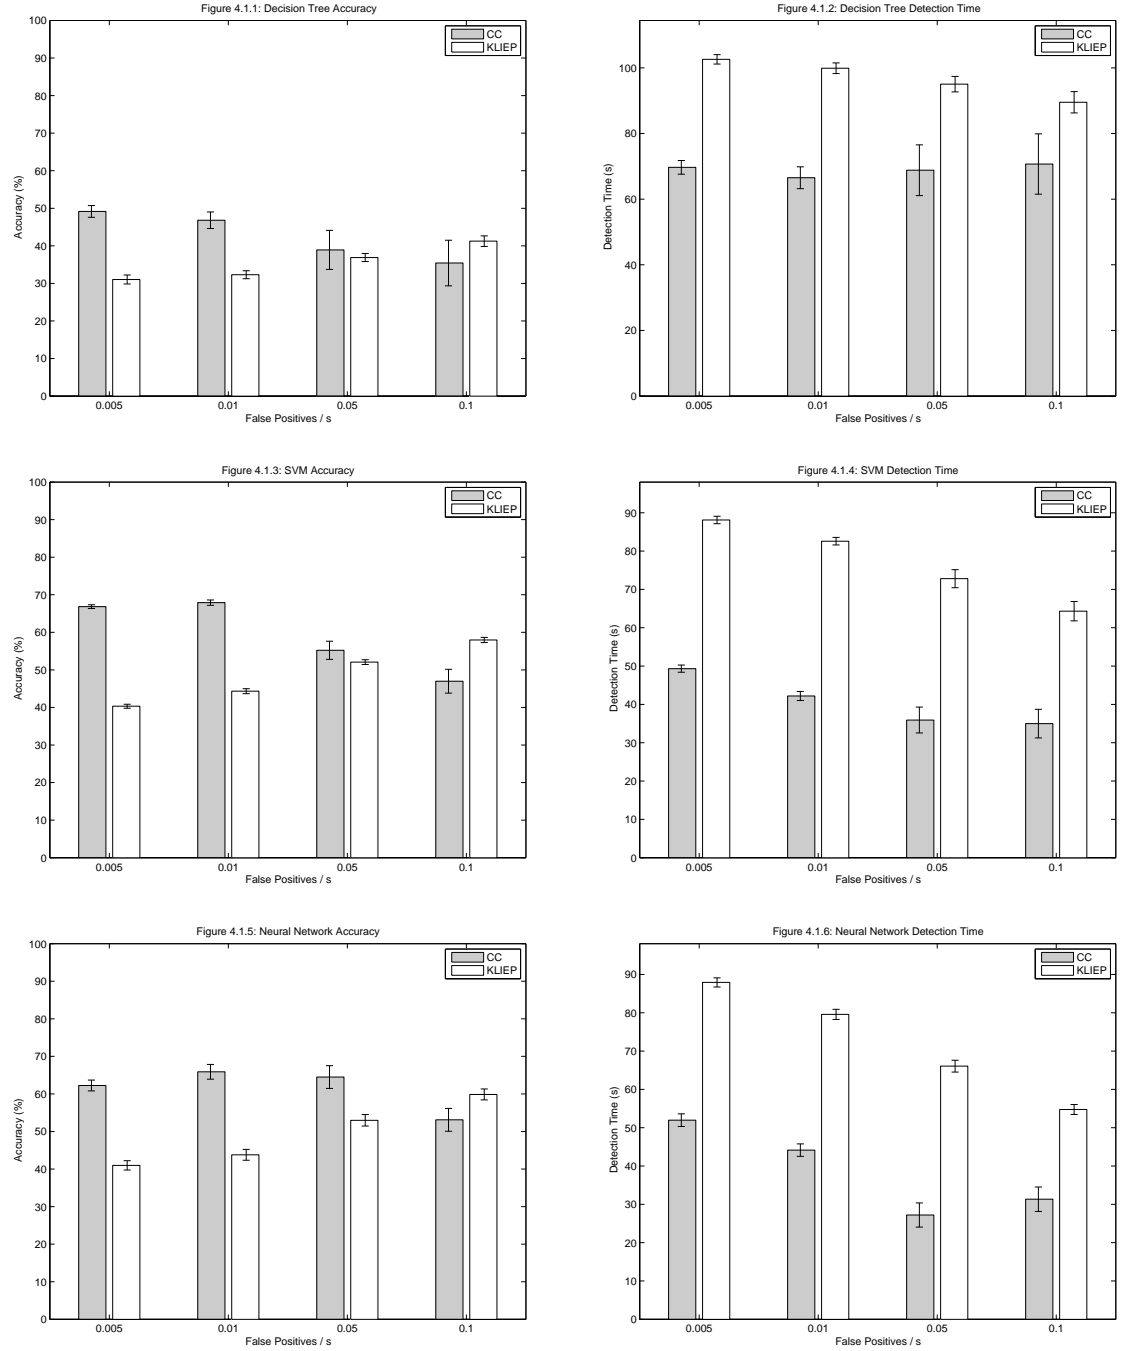 Figure 4.1.1: Decision Tree Accuracy
100
90
80
70
60
50
40
30
20
10
0
Accuracy (%)
0.005 0.01 0.05 0.1
False Positives / s
CC
KLIEP
Figure 4.1.2: Decision Tree Detection Time
100
80
60
40
20
0
Detection Time (s)
0.005 0.01 0.05 0.1
False Positives / s
CC
KLIEP
Figure 4.1.3: SVM Accuracy
100
90
80
70
60
50
40
30
20
10
0
Accuracy (%)
0.005 0.01 0.05 0.1
False Positives / s
CC
KLIEP
Figure 4.1.4: SVM Detection Time
90
80
70
60
50
40
30
20
10
0
Detection Time (s)
0.005 0.01 0.05 0.1
False Positives / s
CC
KLIEP
Figure 4.1.5: Neural Network Accuracy
100
90
80
70
60
50
40
30
20
10
0
Accuracy (%)
0.005 0.01 0.05 0.1
False Positives / s
CC
KLIEP
Figure 4.1.6: Neural Network Detection Time
90
80
70
60
50
40
30
20
10
0
Detection Time (s)
0.005 0.01 0.05 0.1
False Positives / s
CC
KLIEP